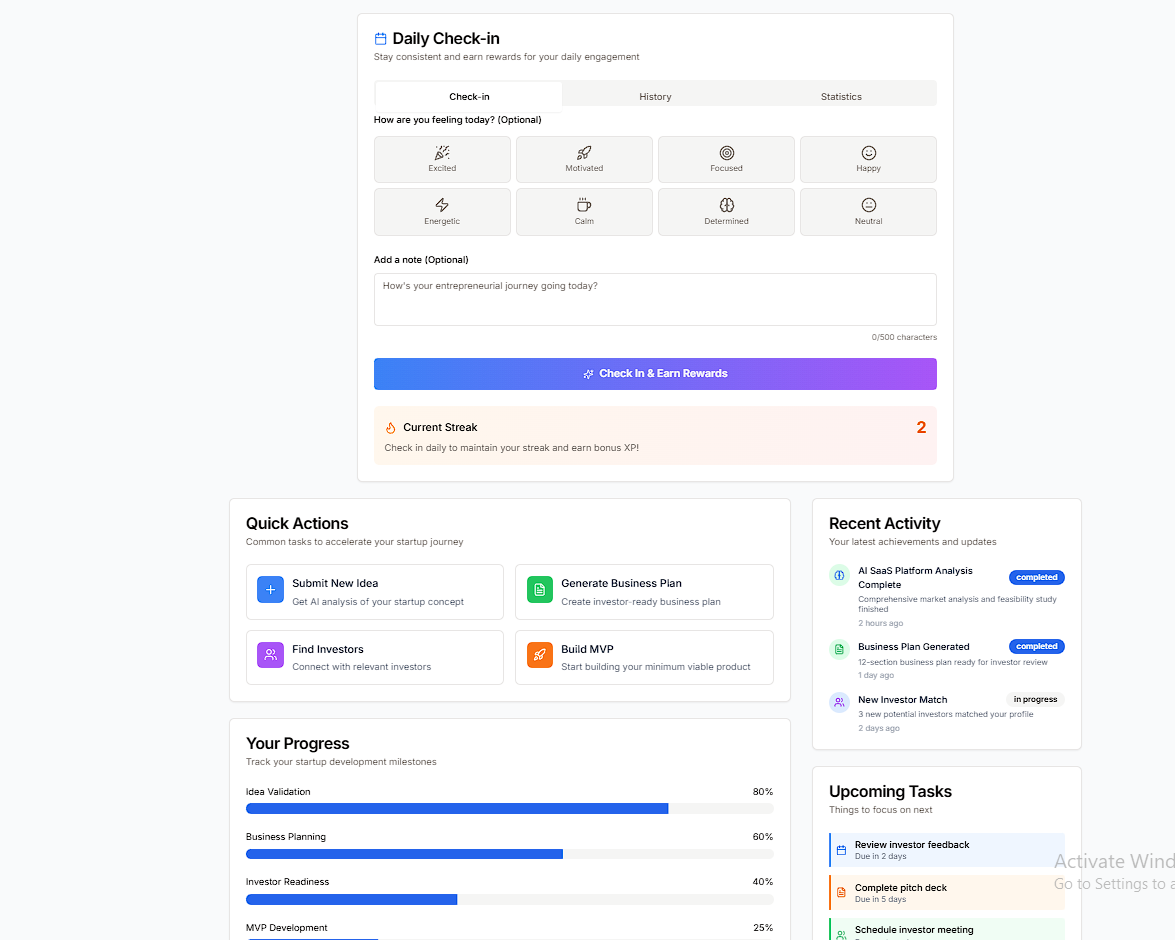 Daily Check-in
Stay consistent and earn rewards for your daily engagement
Check-in
History
Statistics
How are you feeling today? (Optional)
Excited
Motivated
Focused
Happy
Energetic
Calm
Determined
Neutral
Add a note (Optional)
How's your entrepreneurial journey going today?
0/500 characters
Check In & Earn Rewards
Current Streak
2
Check in daily to maintain your streak and earn bonus XP!
Quick Actions
Common tasks to accelerate your startup journey
Submit New Idea
Get AI analysis of your startup concept
Generate Business Plan
Create investor-ready business plan
Find Investors
Connect with relevant investors
Build MVP
Start building your minimum viable product
Recent Activity
Your latest achievements and updates
AI SaaS Platform Analysis
Complete
completed
Comprehensive market analysis and feasibility study
finished
2 hours ago
Business Plan Generated
completed
12-section business plan ready for investor review
1 day ago
New Investor Match
in progress
3 new potential investors matched your profile
2 days ago
Your Progress
Track your startup development milestones
Idea Validation
80%
Business Planning
60%
Investor Readiness
40%
MVP Development
25%
Upcoming Tasks
Things to focus on next
Review investor feedback
Due in 2 days
Complete pitch deck
Due in 5 days
Schedule investor meeting
Activate Wind
Go to Settings to a